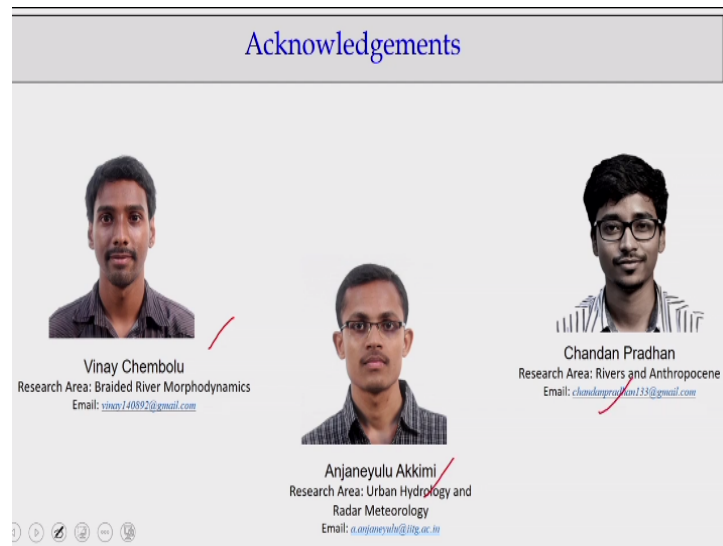 Acknowledgements
Vinay Chembolu
Research Area: Braided River Morphodynamics
Email: vinay140892@gmail.com
Anjaneyulu Akkimi
Research Area: Urban Hydrology and
Radar Meteorology
Email: a.anjaneyulu@iitg.ac.in
Chandan Pradhan
Research Area: Rivers and Anthropocene
Email: chandanpradhan133@gmail.com